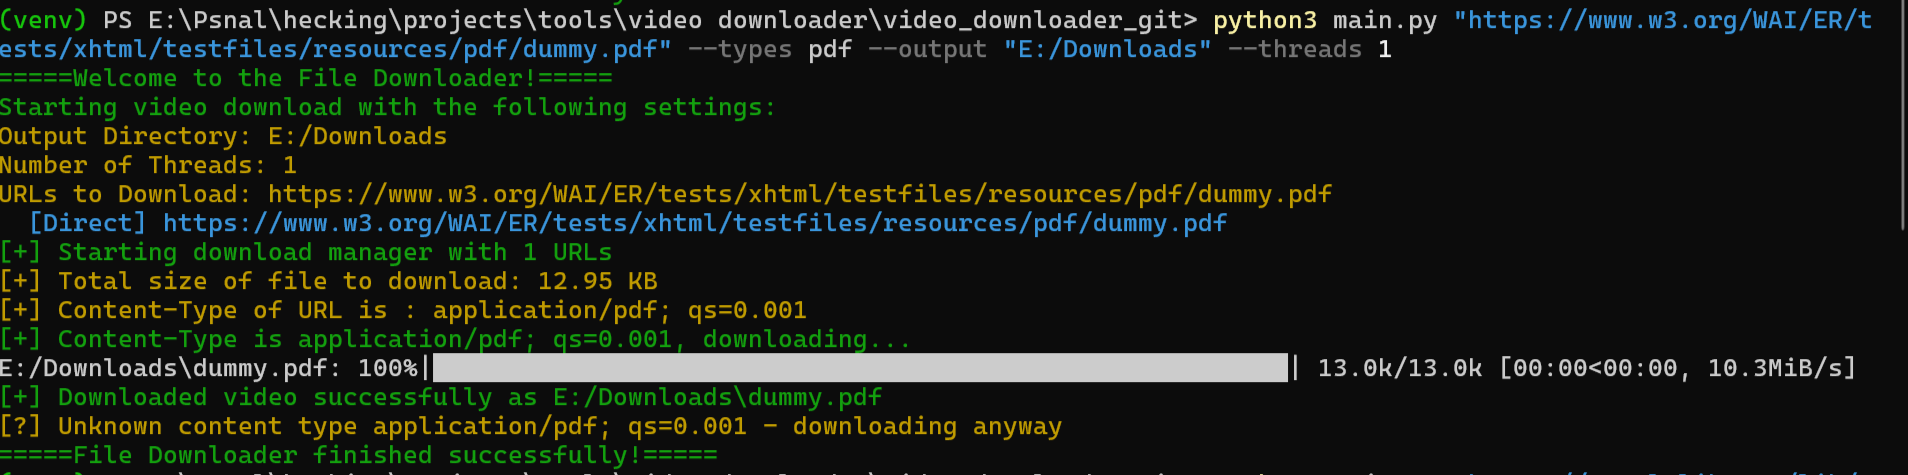 (venv) PS E:\Psnal\hecking\projects\tools\video downloader\video_downloader_git> python3 main.py "https://www.w3.org/WAI/ER/t
ests/xhtml/testfiles/resources/pdf/dummy.pdf" --types pdf --output "E:/Downloads" --threads 1
=====Welcome to the File Downloader!=====
Starting video download with the following settings:
Output Directory: E:/Downloads
Number of Threads: 1
URLs to Download: https://www.w3.org/WAI/ER/tests/xhtml/testfiles/resources/pdf/dummy.pdf
[Direct] https://www.w3.org/WAI/ER/tests/xhtml/testfiles/resources/pdf/dummy.pdf
[+] Starting download manager with 1 URLs
[+] Total size of file to download: 12.95 KB
[+] Content-Type of URL is : application/pdf; qs=0.001
[+] Content-Type is application/pdf; qs=0.001, downloading...
E:/Downloads\dummy.pdf: 100%| | 13.0k/13.0k [00:00<00:00, 10.3MiB/s]
[+] Downloaded video successfully as E:/Downloads\dummy.pdf
[?] Unknown content type application/pdf; qs=0.001 - downloading anyway
=====File Downloader finished successfully!=====